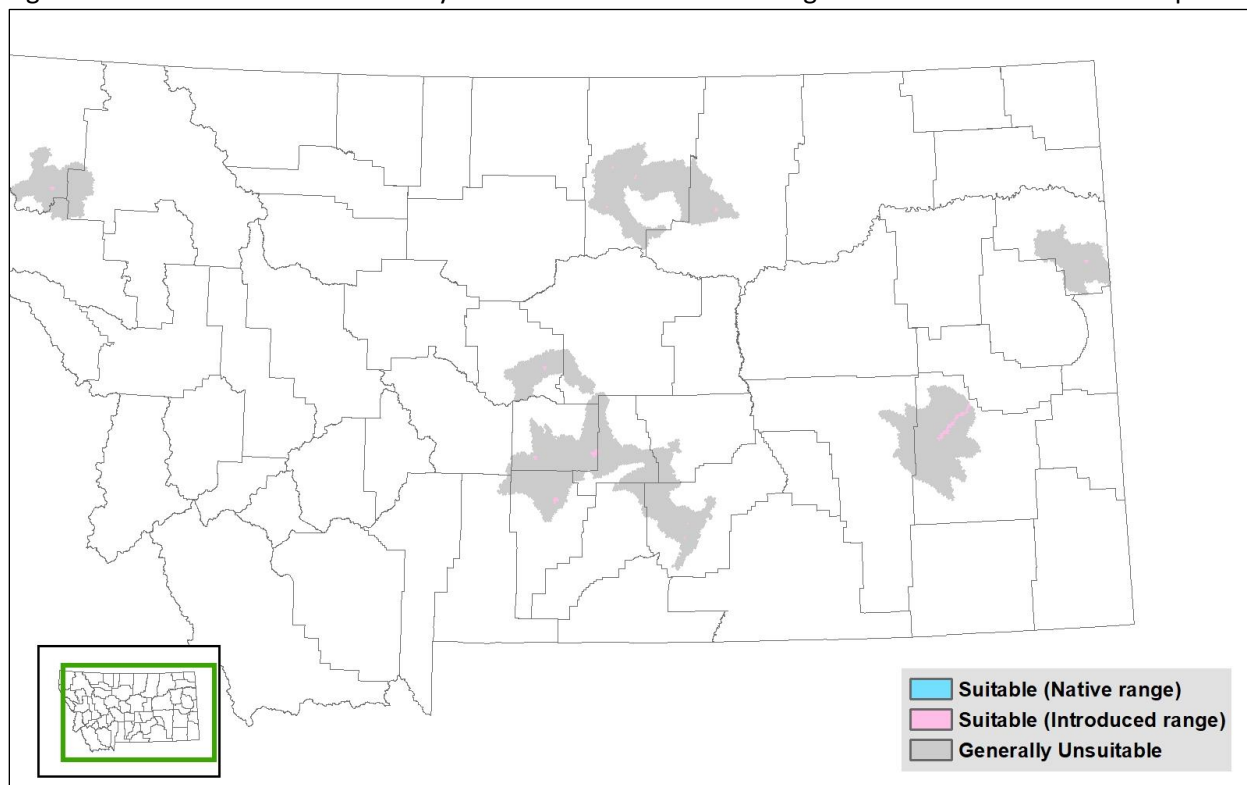 Suitable (Native range)
Suitable (Introduced range)
Generally Unsuitable